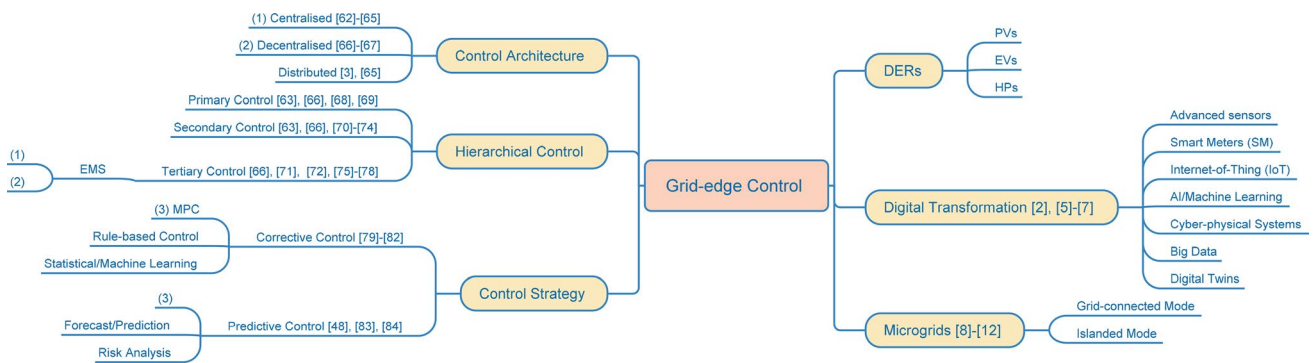 Grid-edge Control
Control Architecture
(1) Centralised [62]-[65]
(2) Decentralised [66]-[67]
Distributed [3], [65]
Hierarchical Control
Primary Control [63], [66], [68], [69]
Secondary Control [63], [66], [70]-[74]
Tertiary Control [66], [71], [72], [75]-[78]
EMS
(1)
(2)
Control Strategy
Corrective Control [79]-[82]
(3) MPC
Rule-based Control
Statistical/Machine Learning
Predictive Control [48], [83], [84]
(3)
Forecast/Prediction
Risk Analysis
DERs
PVs
EVs
HPs
Digital Transformation [2], [5]-[7]
Advanced sensors
Smart Meters (SM)
Internet-of-Thing (IoT)
AI/Machine Learning
Cyber-physical Systems
Big Data
Digital Twins
Microgrids [8]-[12]
Grid-connected Mode
Islanded Mode